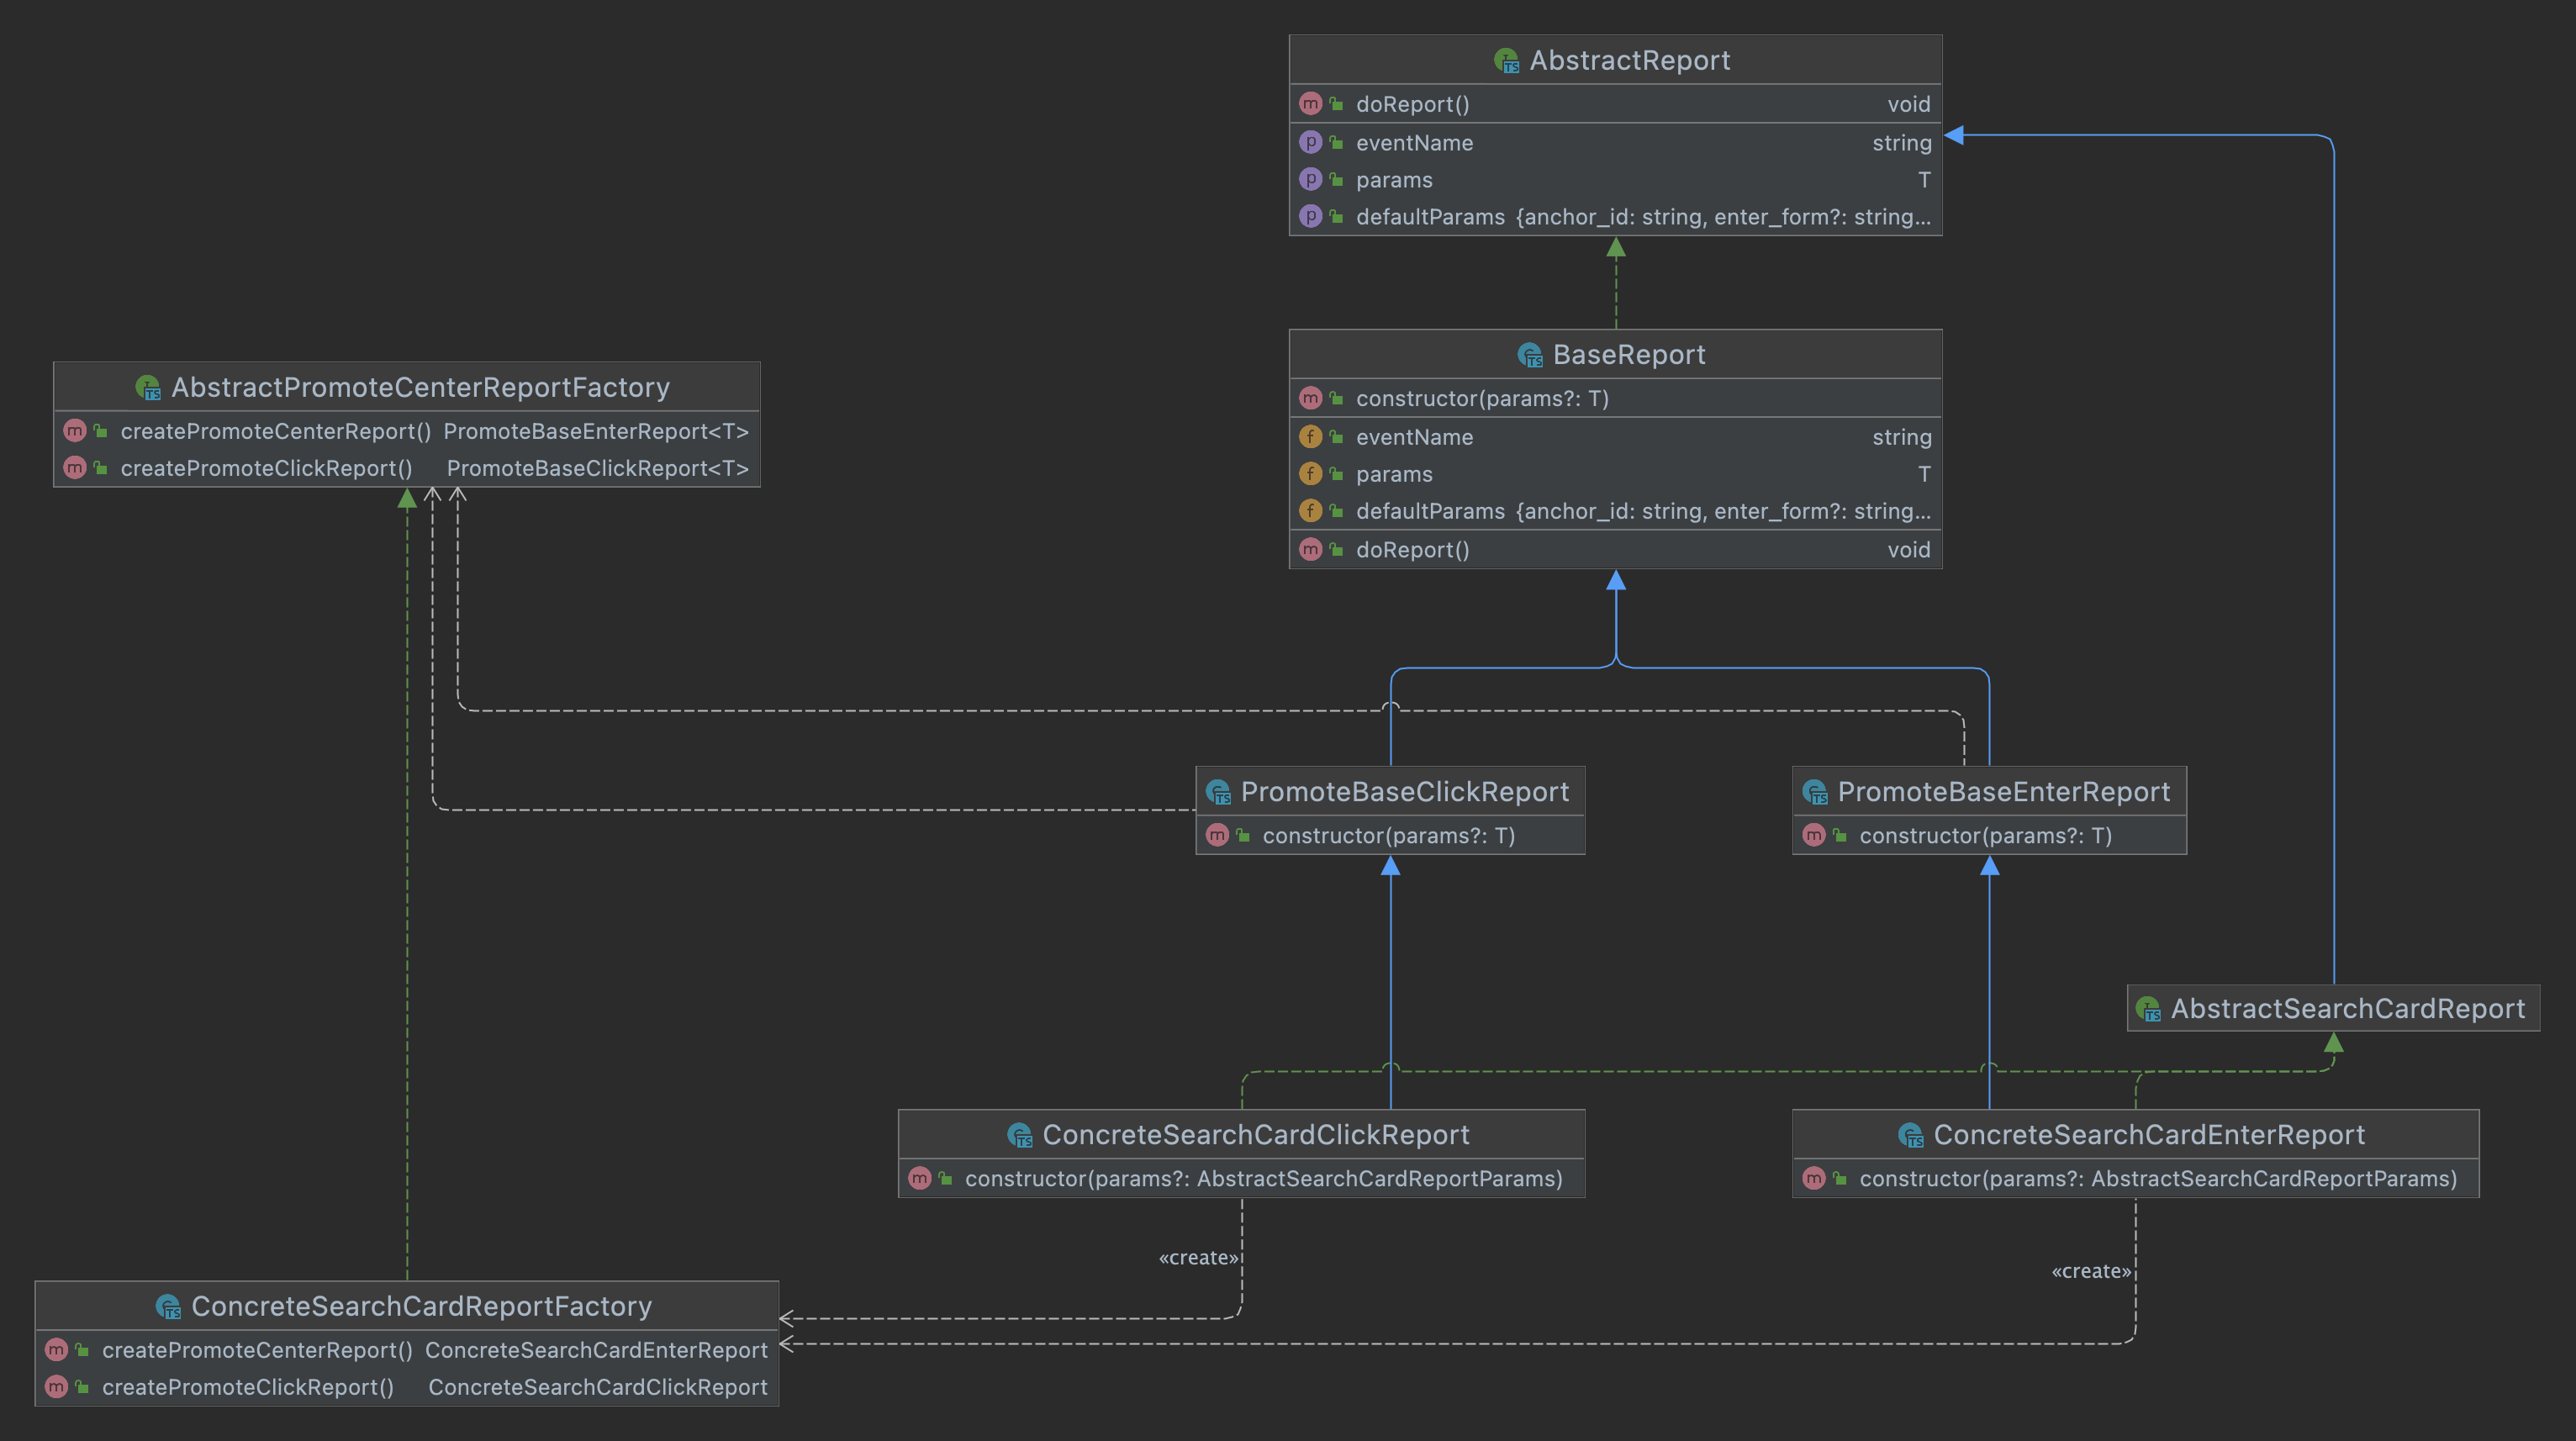 AbstractReport
doReport() void
eventName string
params T
defaultParams {anchor_id: string, enter_form?: string...
BaseReport
constructor(params?: T)
eventName string
params T
defaultParams {anchor_id: string, enter_form?: string...
doReport() void
AbstractPromoteCenterReportFactory
createPromoteCenterReport() PromoteBaseEnterReport<T>
createPromoteClickReport() PromoteBaseClickReport<T>
PromoteBaseClickReport
constructor(params?: T)
PromoteBaseEnterReport
constructor(params?: T)
AbstractSearchCardReport
ConcreteSearchCardClickReport
constructor(params?: AbstractSearchCardReportParams)
ConcreteSearchCardEnterReport
constructor(params?: AbstractSearchCardReportParams)
«create»
«create»
ConcreteSearchCardReportFactory
createPromoteCenterReport() ConcreteSearchCardEnterReport
createPromoteClickReport() ConcreteSearchCardClickReport